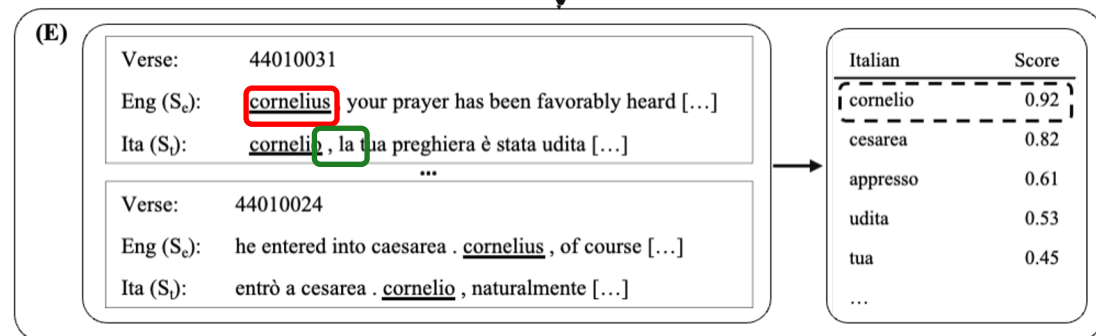 (E)
Verse: 44010031
Eng (Se): cornelius , your prayer has been favorably heard [...]
Ita (St): cornelio , la tua preghiera è stata udita [...]
...
Verse: 44010024
Eng (Se): he entered into caesarea . cornelius , of course [...]
Ita (St): entrò a cesarea . cornelio , naturalmente [...]
Italian Score
cornelio 0.92
cesarea 0.82
appresso 0.61
udita 0.53
tua 0.45
...